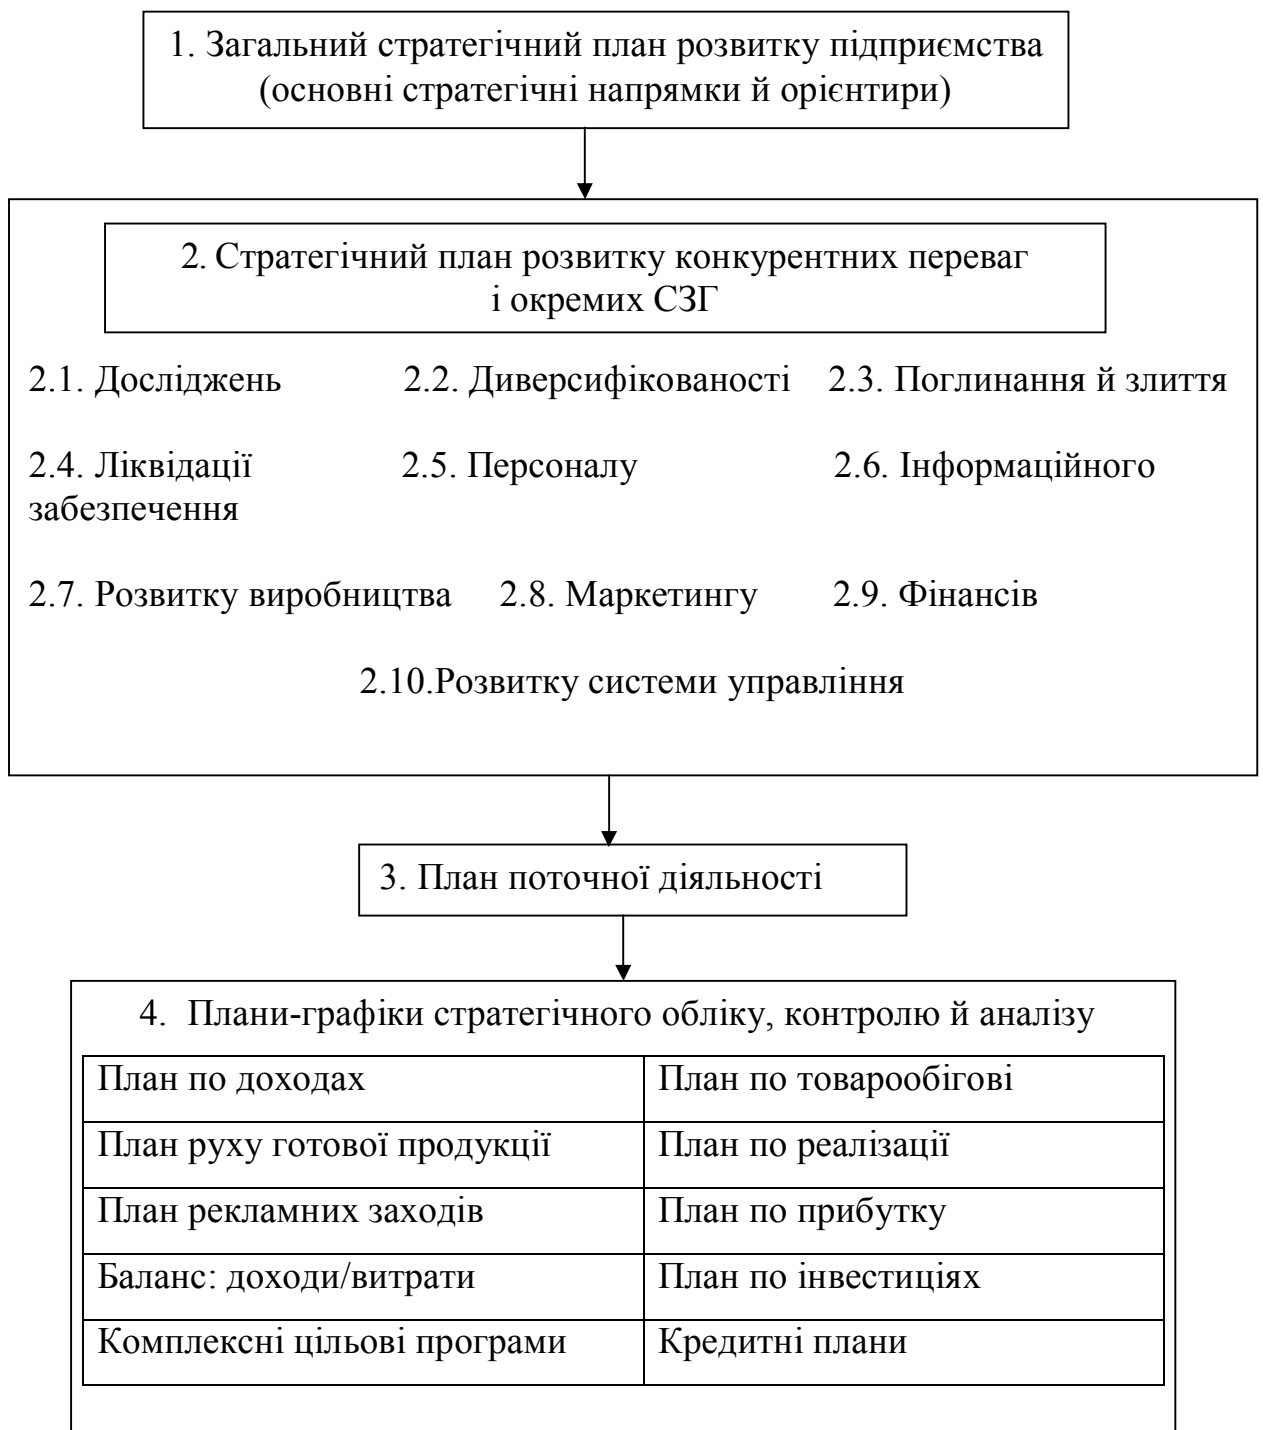 1. Загальний стратегічний план розвитку підприємства
(основні стратегічні напрямки й орієнтири)
2. Стратегічний план розвитку конкурентних переваг
і окремих СЗГ
2.1. Досліджень 2.2. Диверсифікованості 2.3. Поглинання й злиття
2.4. Ліквідації 2.5. Персоналу 2.6. Інформаційного
забезпечення
2.7. Розвитку виробництва 2.8. Маркетингу 2.9. Фінансів
2.10.Розвитку системи управління
3. План поточної діяльності
4. Плани-графіки стратегічного обліку, контролю й аналізу
План по доходах План по товарообігові
План руху готової продукції План по реалізації
План рекламних заходів План по прибутку
Баланс: доходи/витрати План по інвестиціях
Комплексні цільові програми Кредитні плани